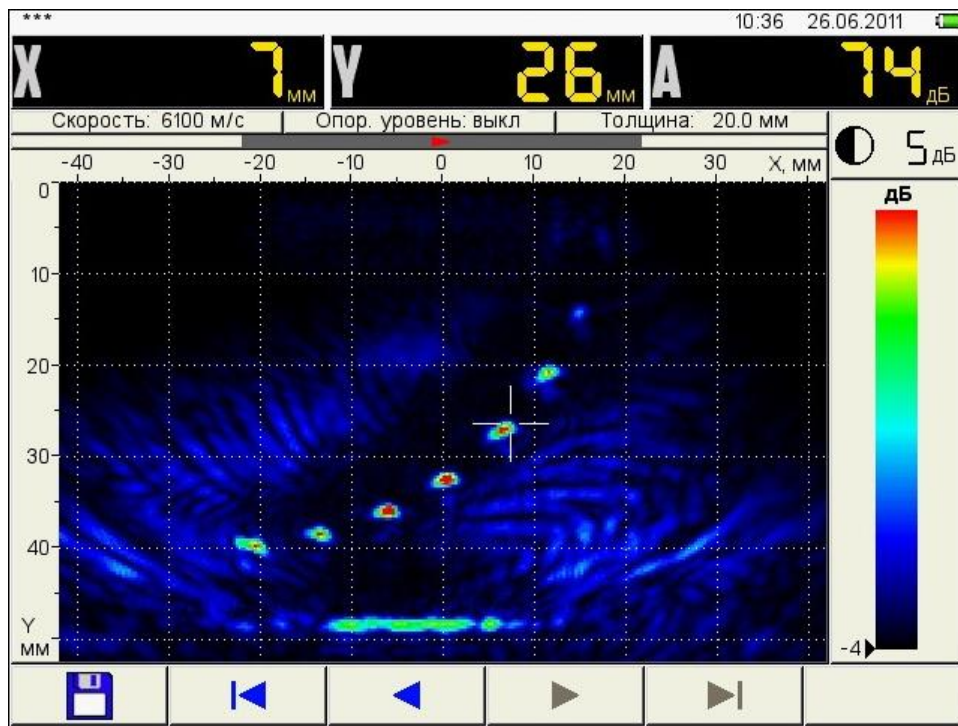 *** 10:36 26.06.2011
X 7 мм Y 26 мм A 74 дБ
Скорость: 6100 м/с Опор. уровень: выкл Толщина: 20.0 мм
5 дБ
-40 -30 -20 -10 0 10 20 30 X, мм
дБ
0
10
20
30
40
Y
мм
-4